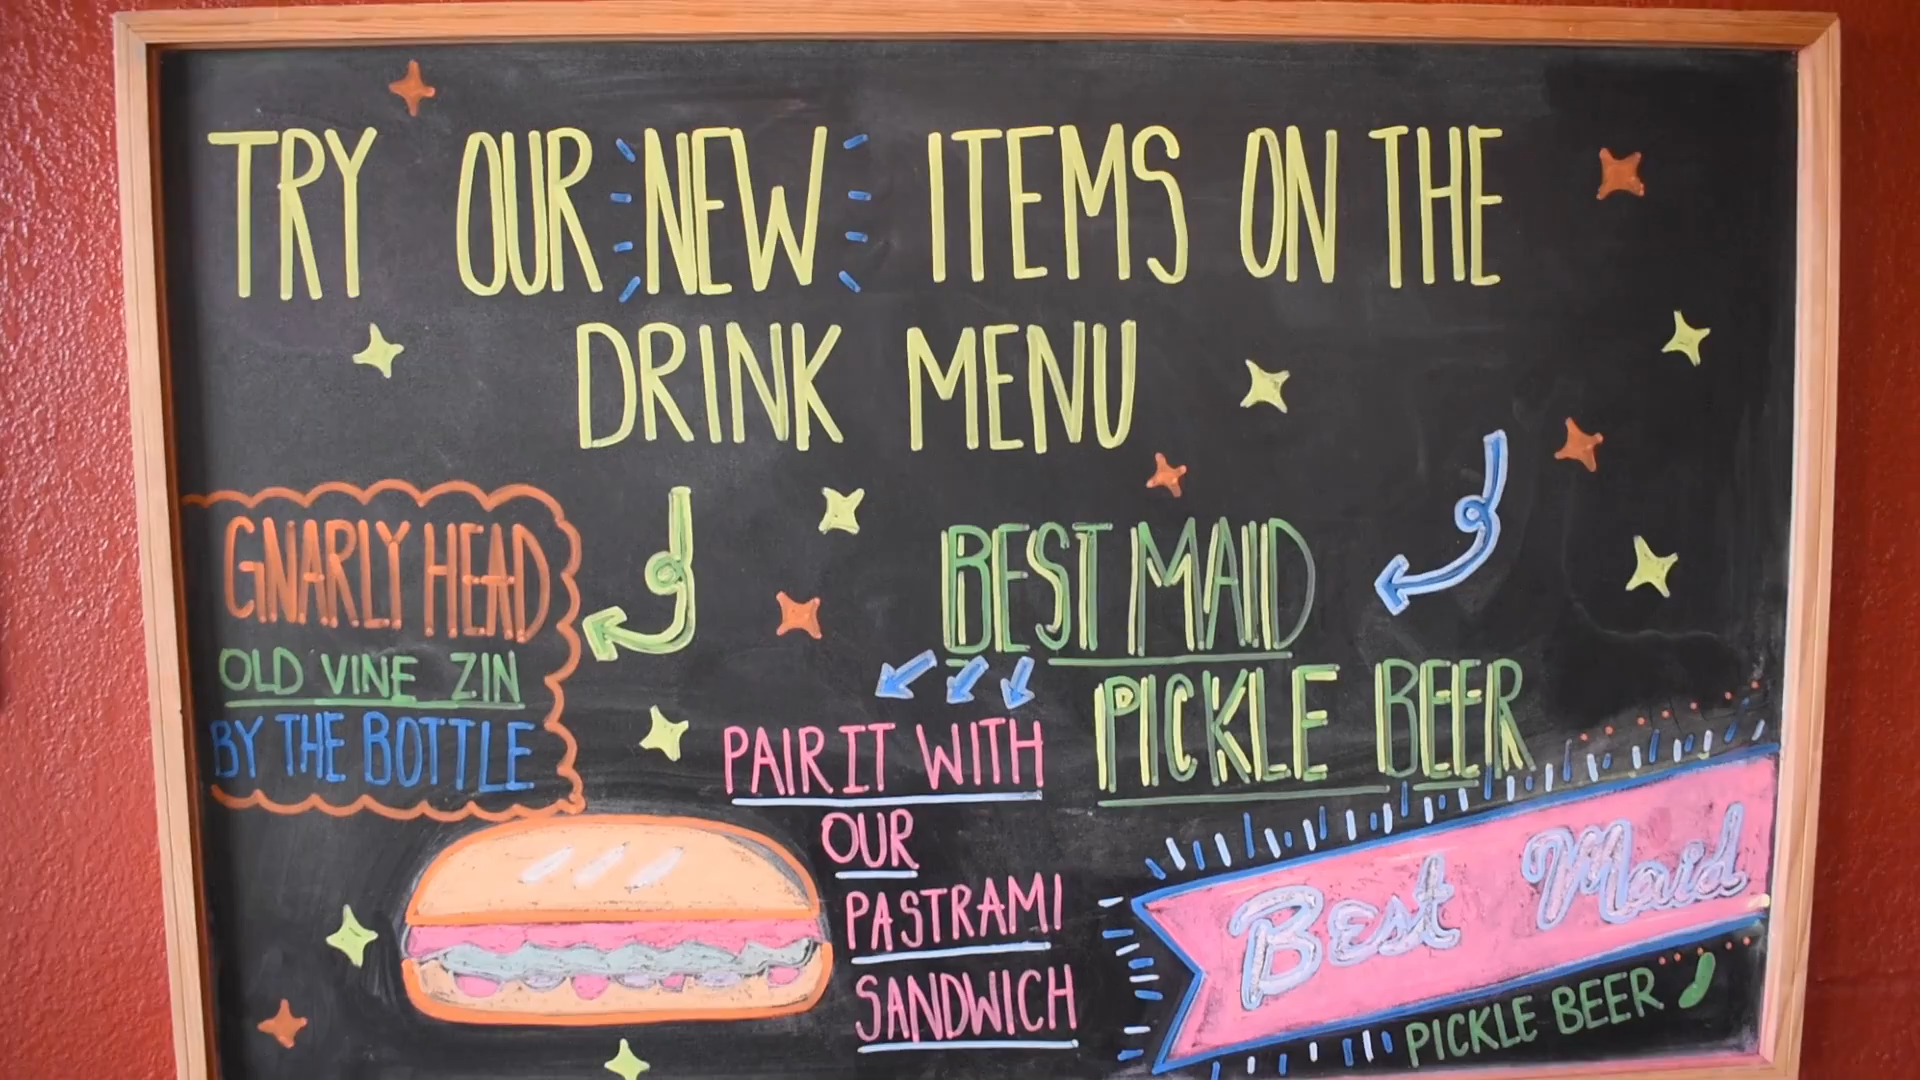 TRY OUR NEW ITEMS ON THE
DRINK MENU
GNARLY HEAD
OLD VINE ZIN
BY THE BOTTLE
BEST MAID
PICKLE BEER
PAIR IT WITH
OUR
PASTRAMI
SANDWICH
Best Maid
PICKLE BEER